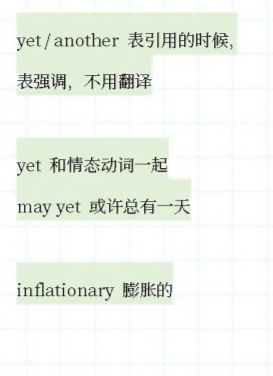 yet/another 表引用的时候,
表强调，不用翻译
yet 和情态动词一起
may yet 或许总有一天
inflationary 膨胀的